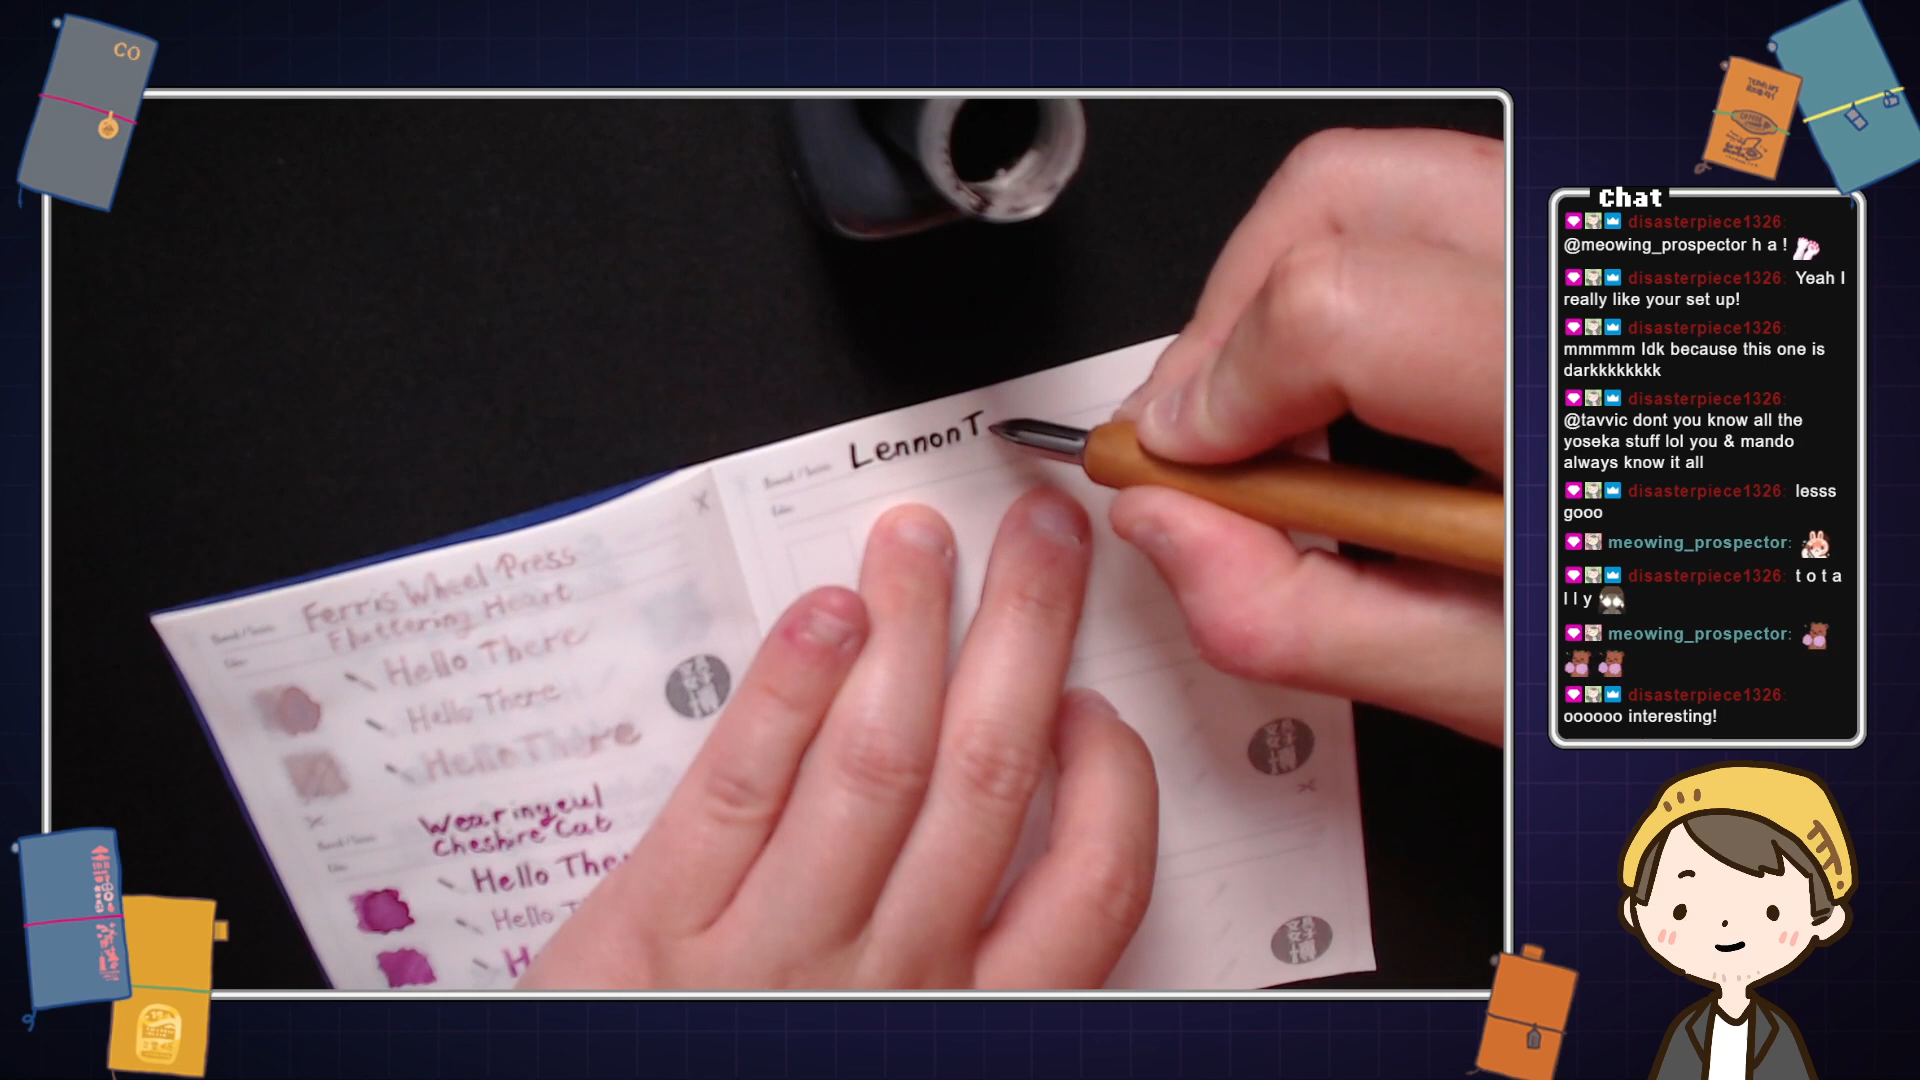 CO
chat
disasterpiece1326:
@meowing_prospector h a !
disasterpiece1326: Yeah I
really like your set up!
disasterpiece1326:
mmmmm Idk because this one is
darkkkkkkkk
disasterpiece1326:
@tavvic dont you know all the
yoseka stuff lol you & mando
always know it all
disasterpiece1326: lesss
gooo
meowing_prospector:
disasterpiece1326: t o t a
l l y
meowing_prospector:
disasterpiece1326:
oooooo interesting!
LennonT
Ferris Wheel Press
Fluttering Heart
Hello There
Hello There
Hello There
Wearingeul
Cheshire Cat
Hello The
Hello T
H